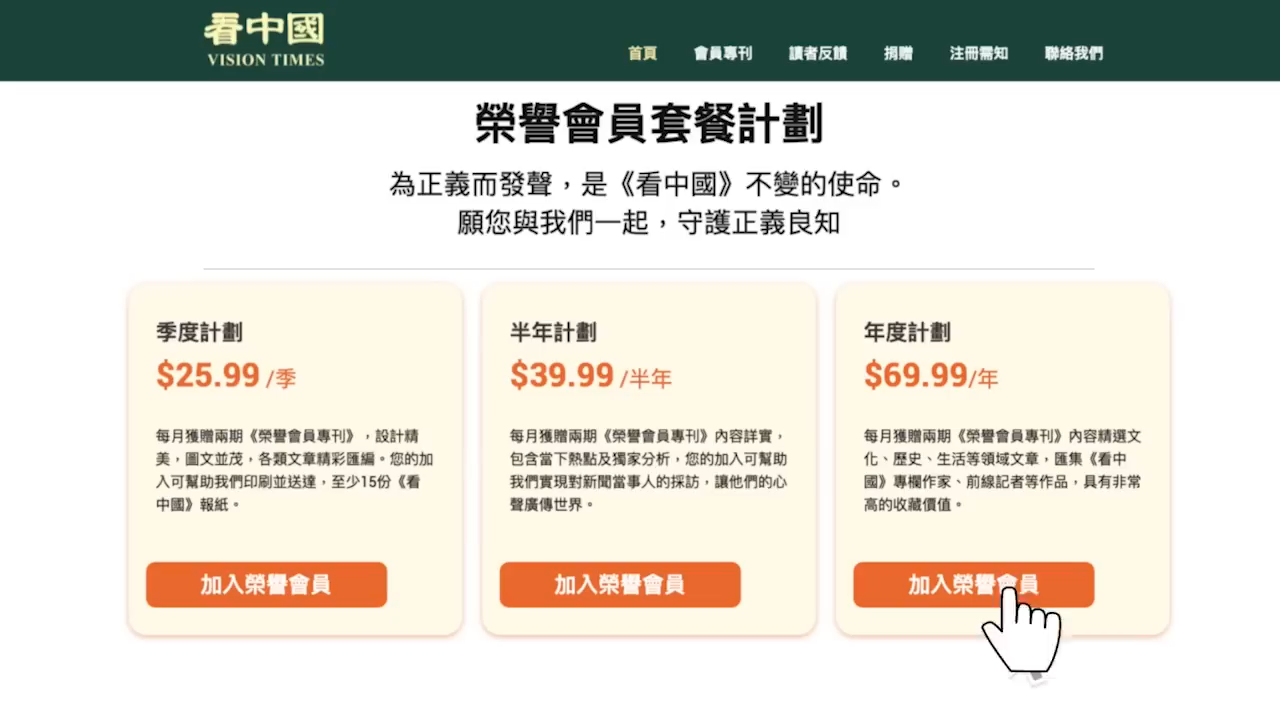 看中國
VISION TIMES
首頁 會員專刊 讀者反饋 捐贈 注冊需知 聯絡我們
榮譽會員套餐計劃
為正義而發聲，是《看中國》不變的使命。
願您與我們一起，守護正義良知
季度計劃
$25.99 /季
每月獲贈兩期《榮譽會員專刊》，設計精
美，圖文並茂，各類文章精彩匯編。您的加
入可幫助我們印刷並送達，至少15份《看
中國》報紙。
加入榮譽會員
半年計劃
$39.99 /半年
每月獲贈兩期《榮譽會員專刊》內容詳實，
包含當下熱點及獨家分析，您的加入可幫助
我們實現對新聞當事人的採訪，讓他們的心
聲廣傳世界。
加入榮譽會員
年度計劃
$69.99/年
每月獲贈兩期《榮譽會員專刊》內容精選文
化、歷史、生活等領域文章，匯集《看中
國》專欄作家、前線記者等作品，具有非常
高的收藏價值。
加入榮譽會員